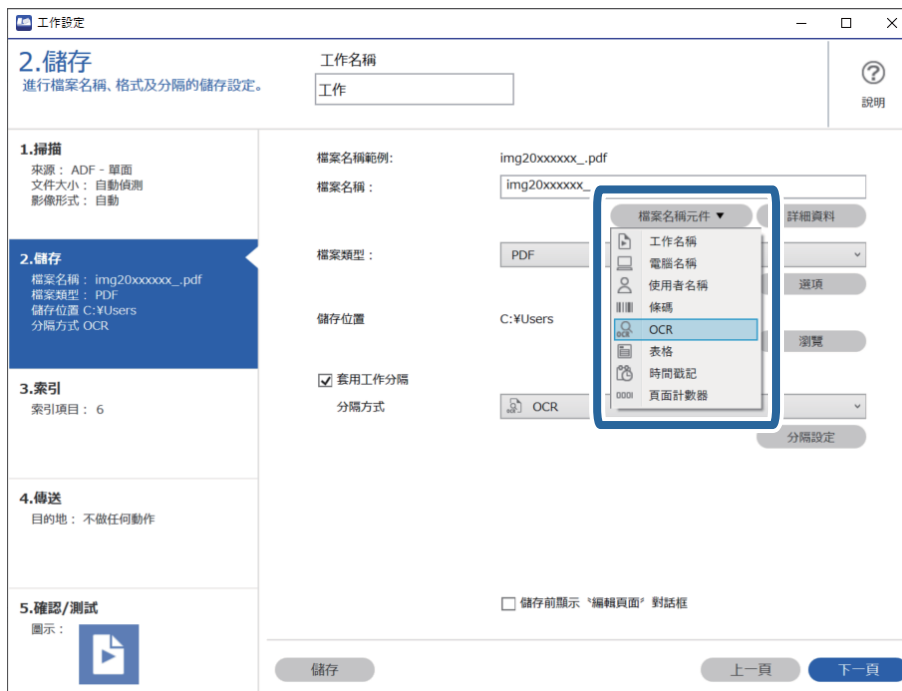 工作設定
2.儲存
進行檔案名稱、格式及分隔的儲存設定。
工作名稱
工作
說明
1.掃描
來源： ADF - 單面
文件大小： 自動偵測
影像形式： 自動
2.儲存
檔案名稱： img20xxxxxx_.pdf
檔案類型： PDF
儲存位置 C:¥Users
分隔方式 OCR
3.索引
索引項目： 6
4.傳送
目的地： 不做任何動作
5.確認/測試
圖示：
檔案名稱範例:
img20xxxxxx_.pdf
檔案名稱：
img20xxxxxx_
檔案名稱元件 ▼
詳細資料
工作名稱
電腦名稱
使用者名稱
條碼
OCR
表格
時間戳記
頁面計數器
檔案類型：
PDF
選項
儲存位置
C:¥Users
瀏覽
套用工作分隔
分隔方式
OCR
分隔設定
儲存前顯示〝編輯頁面〞對話框
儲存
上一頁
下一頁